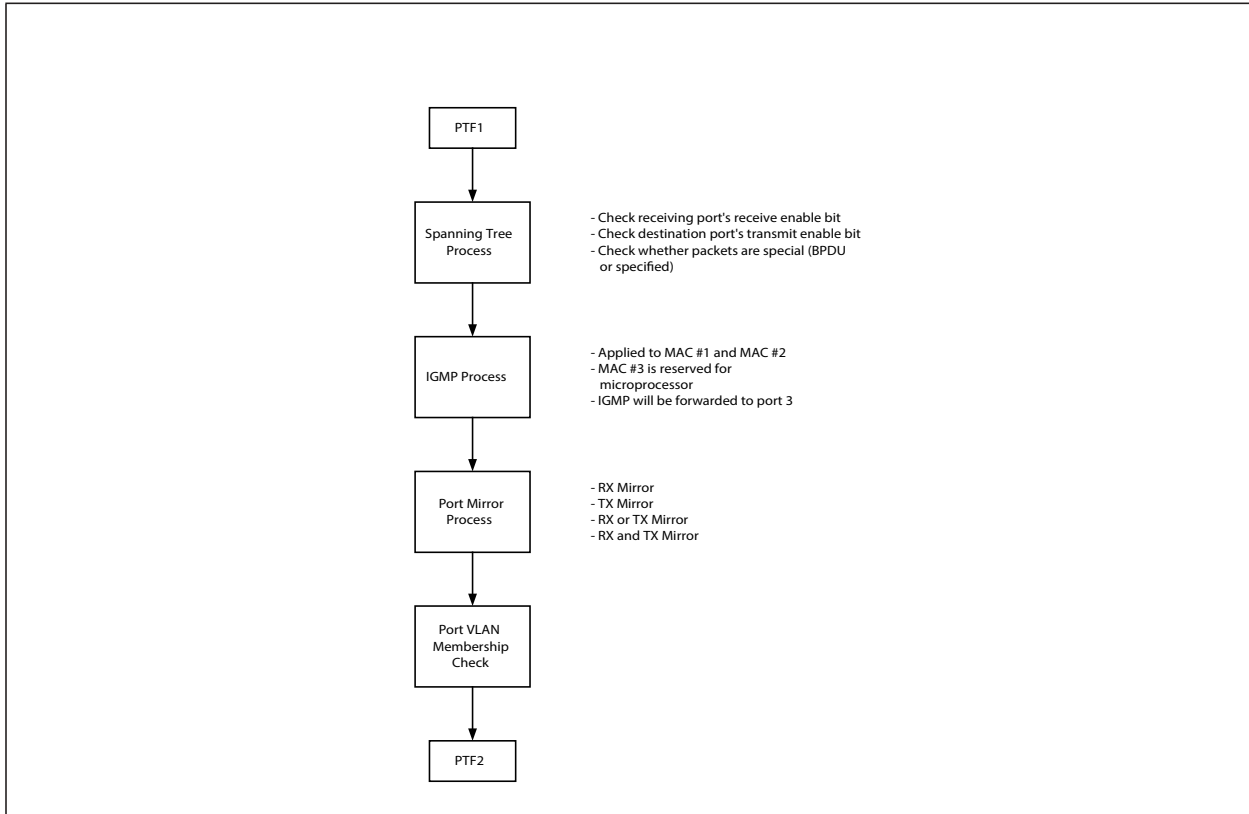 PTF1
Spanning Tree
Process
- Check receiving port's receive enable bit
- Check destination port's transmit enable bit
- Check whether packets are special (BPDU
or specified)
IGMP Process
- Applied to MAC #1 and MAC #2
- MAC #3 is reserved for
microprocessor
- IGMP will be forwarded to port 3
Port Mirror
Process
- RX Mirror
- TX Mirror
- RX or TX Mirror
- RX and TX Mirror
Port VLAN
Membership
Check
PTF2